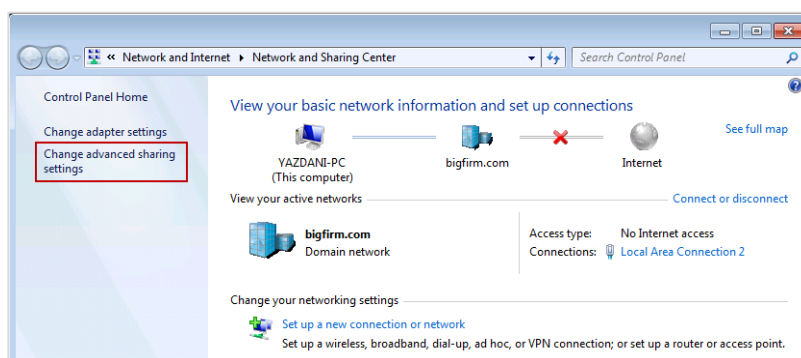 « Network and Internet ▸ Network and Sharing Center
Search Control Panel
Control Panel Home
Change adapter settings
Change advanced sharing
settings
View your basic network information and set up connections
See full map
YAZDANI-PC
(This computer)
bigfirm.com
Internet
View your active networks
Connect or disconnect
bigfirm.com
Domain network
Access type: No Internet access
Connections: Local Area Connection 2
Change your networking settings
Set up a new connection or network
Set up a wireless, broadband, dial-up, ad hoc, or VPN connection; or set up a router or access point.